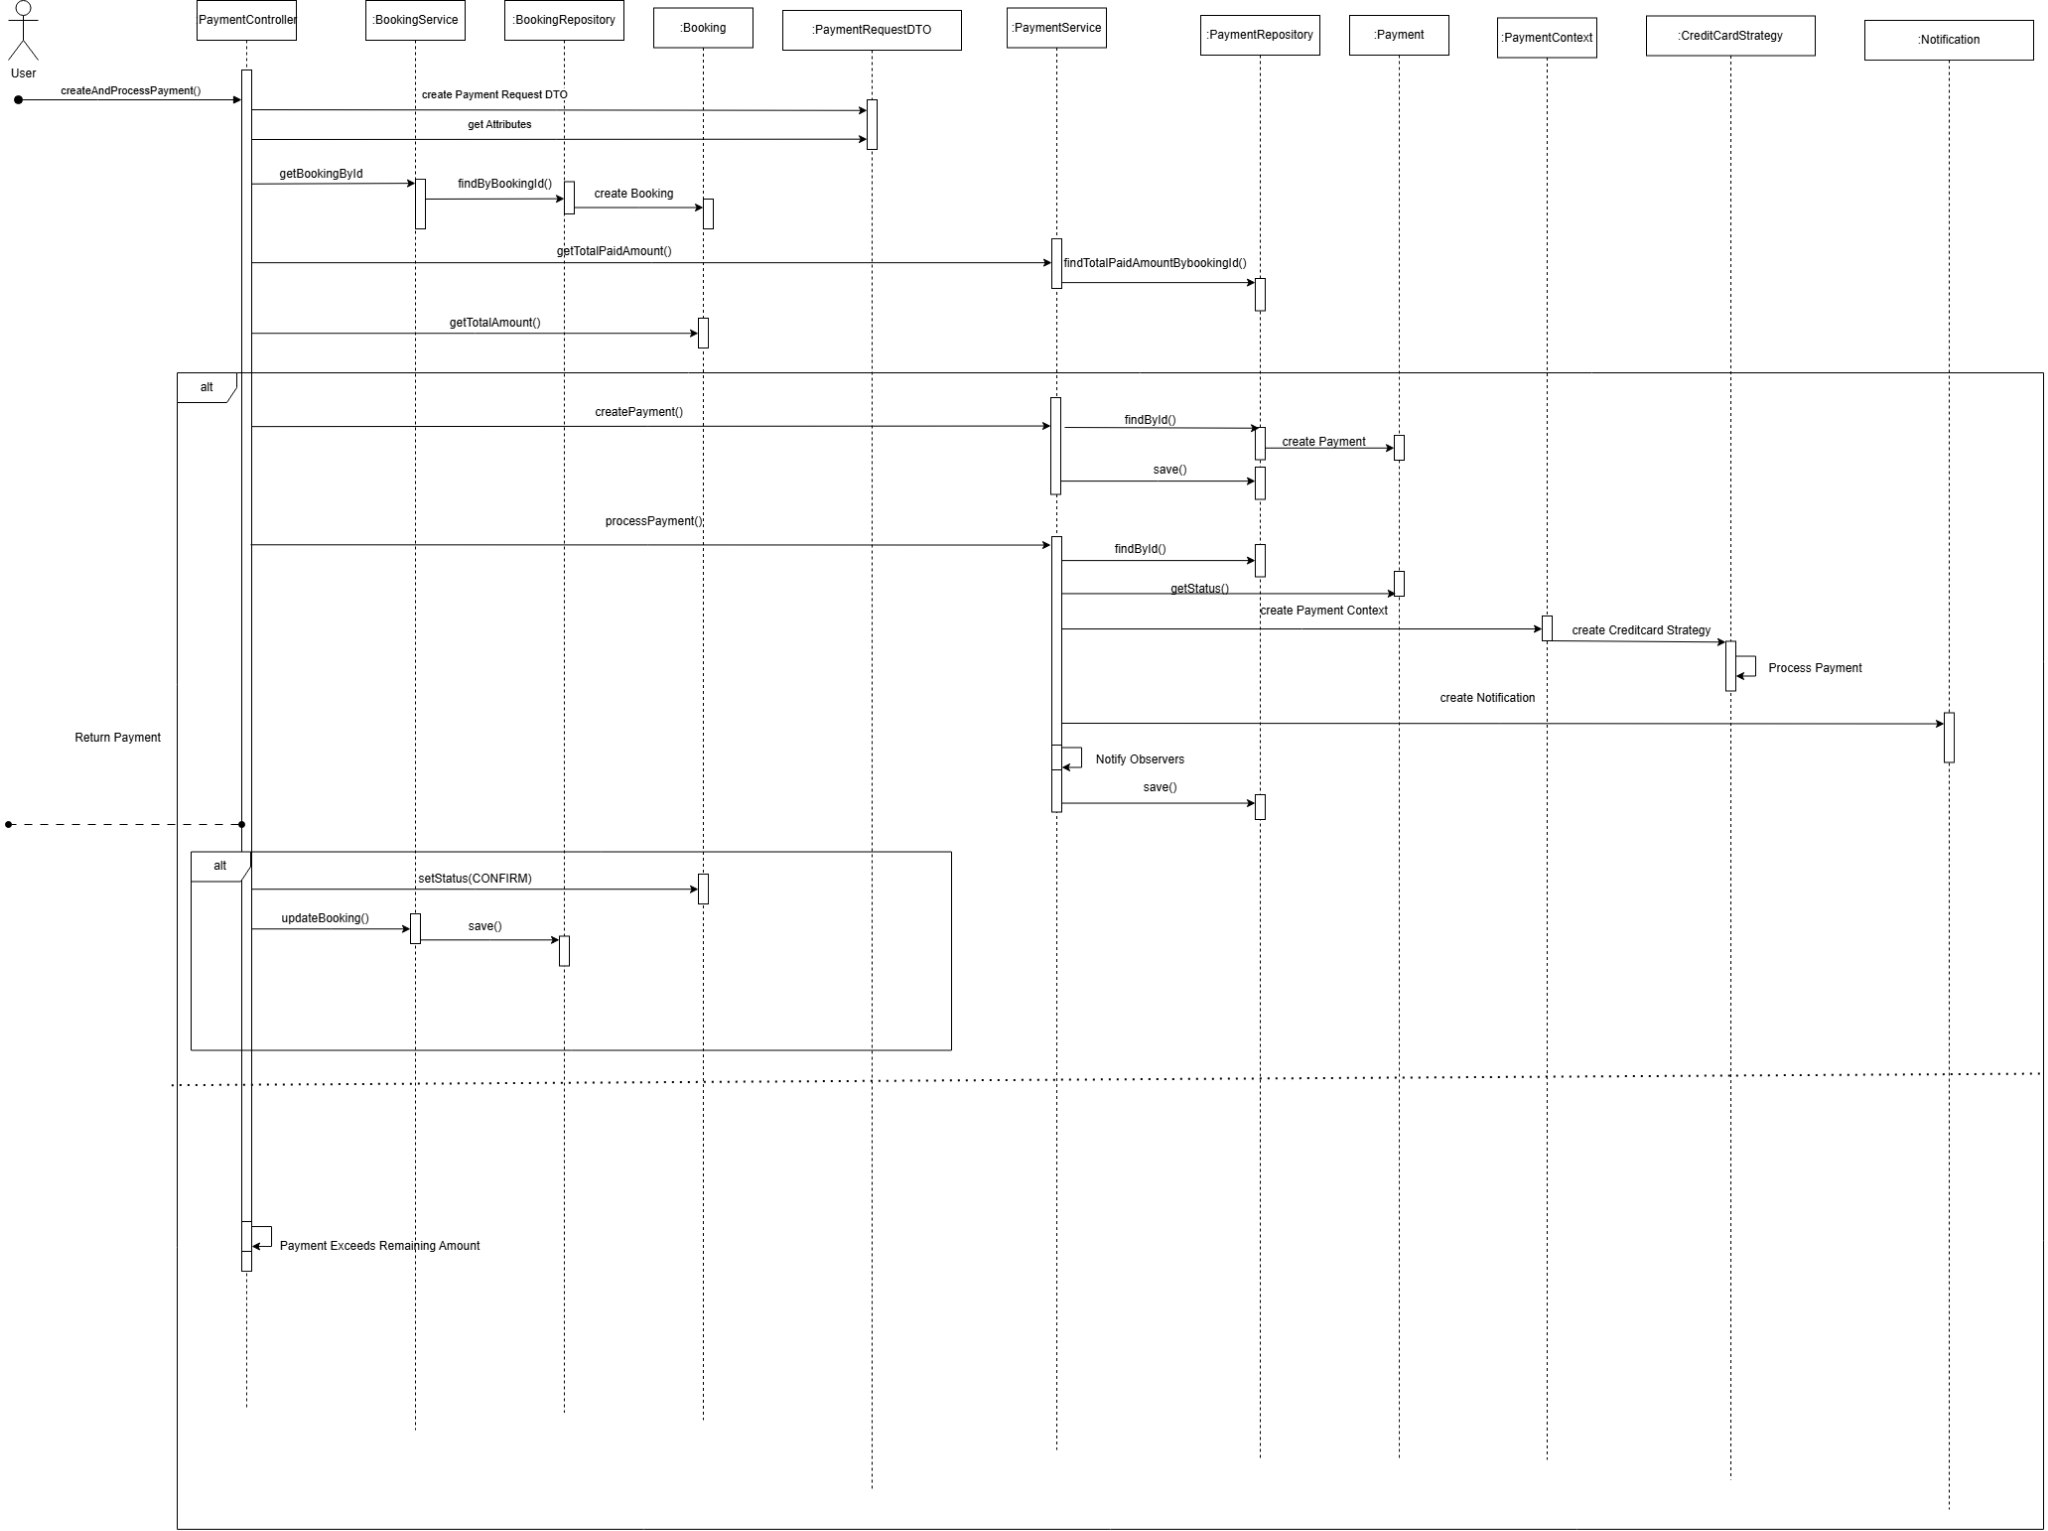 PaymentController
:BookingService
:BookingRepository
:Booking
:PaymentRequestDTO
:PaymentService
:PaymentRepository
:Payment
:PaymentContext
:CreditCardStrategy
:Notification
User
createAndProcessPayment()
create Payment Request DTO
get Attributes
getBookingById
findByBookingId()
create Booking
getTotalPaidAmount()
findTotalPaidAmountBybookingId()
getTotalAmount()
alt
createPayment()
findById()
create Payment
save()
processPayment()
findById()
getStatus()
create Payment Context
create Creditcard Strategy
Process Payment
create Notification
Return Payment
Notify Observers
save()
alt
setStatus(CONFIRM)
updateBooking()
save()
Payment Exceeds Remaining Amount